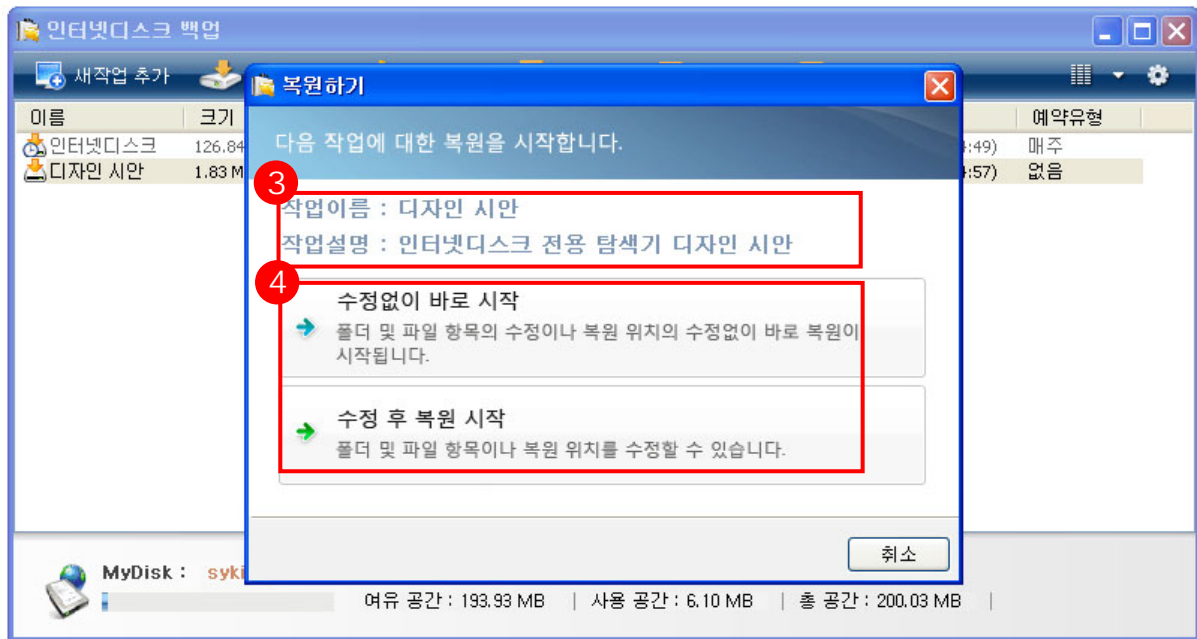 인터넷디스크 백업
새작업 추가
복원하기
이름 크기 예약유형
다음 작업에 대한 복원을 시작합니다.
인터넷디스크 126.84 :49) 매주
디자인 시안 1.83 M :57) 없음
3
작업이름 : 디자인 시안
작업설명 : 인터넷디스크 전용 탐색기 디자인 시안
4
수정없이 바로 시작
폴더 및 파일 항목의 수정이나 복원 위치의 수정없이 바로 복원이
시작됩니다.
수정 후 복원 시작
폴더 및 파일 항목이나 복원 위치를 수정할 수 있습니다.
취소
MyDisk : syki
여유 공간 : 193.93 MB | 사용 공간 : 6.10 MB | 총 공간 : 200.03 MB |